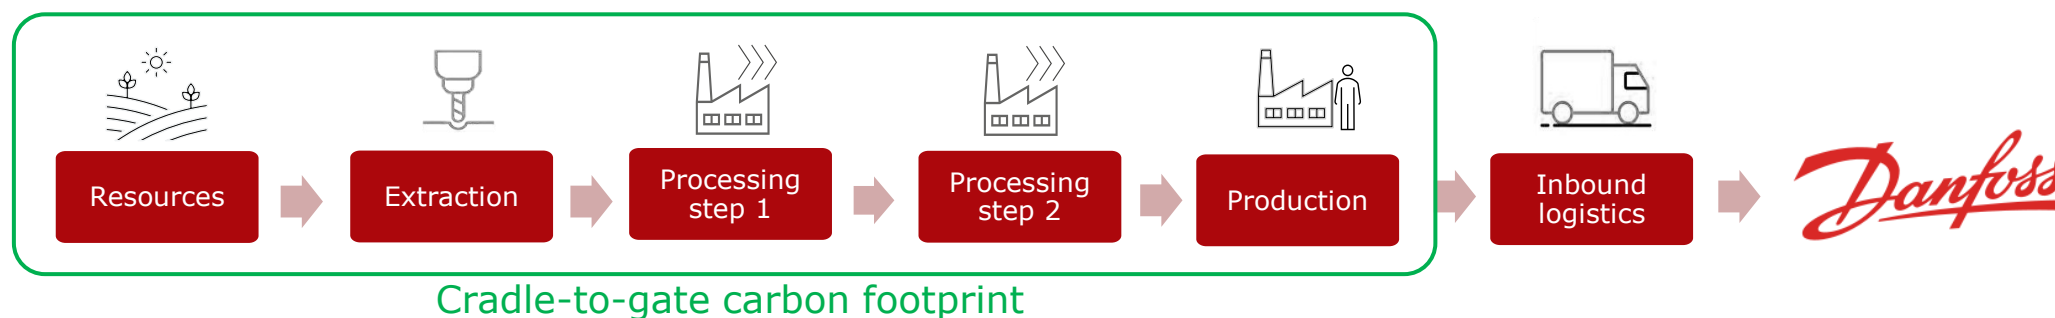 Resources
Extraction
Processing
step 1
Processing
step 2
Production
Inbound
logistics
Danfoss
Cradle-to-gate carbon footprint